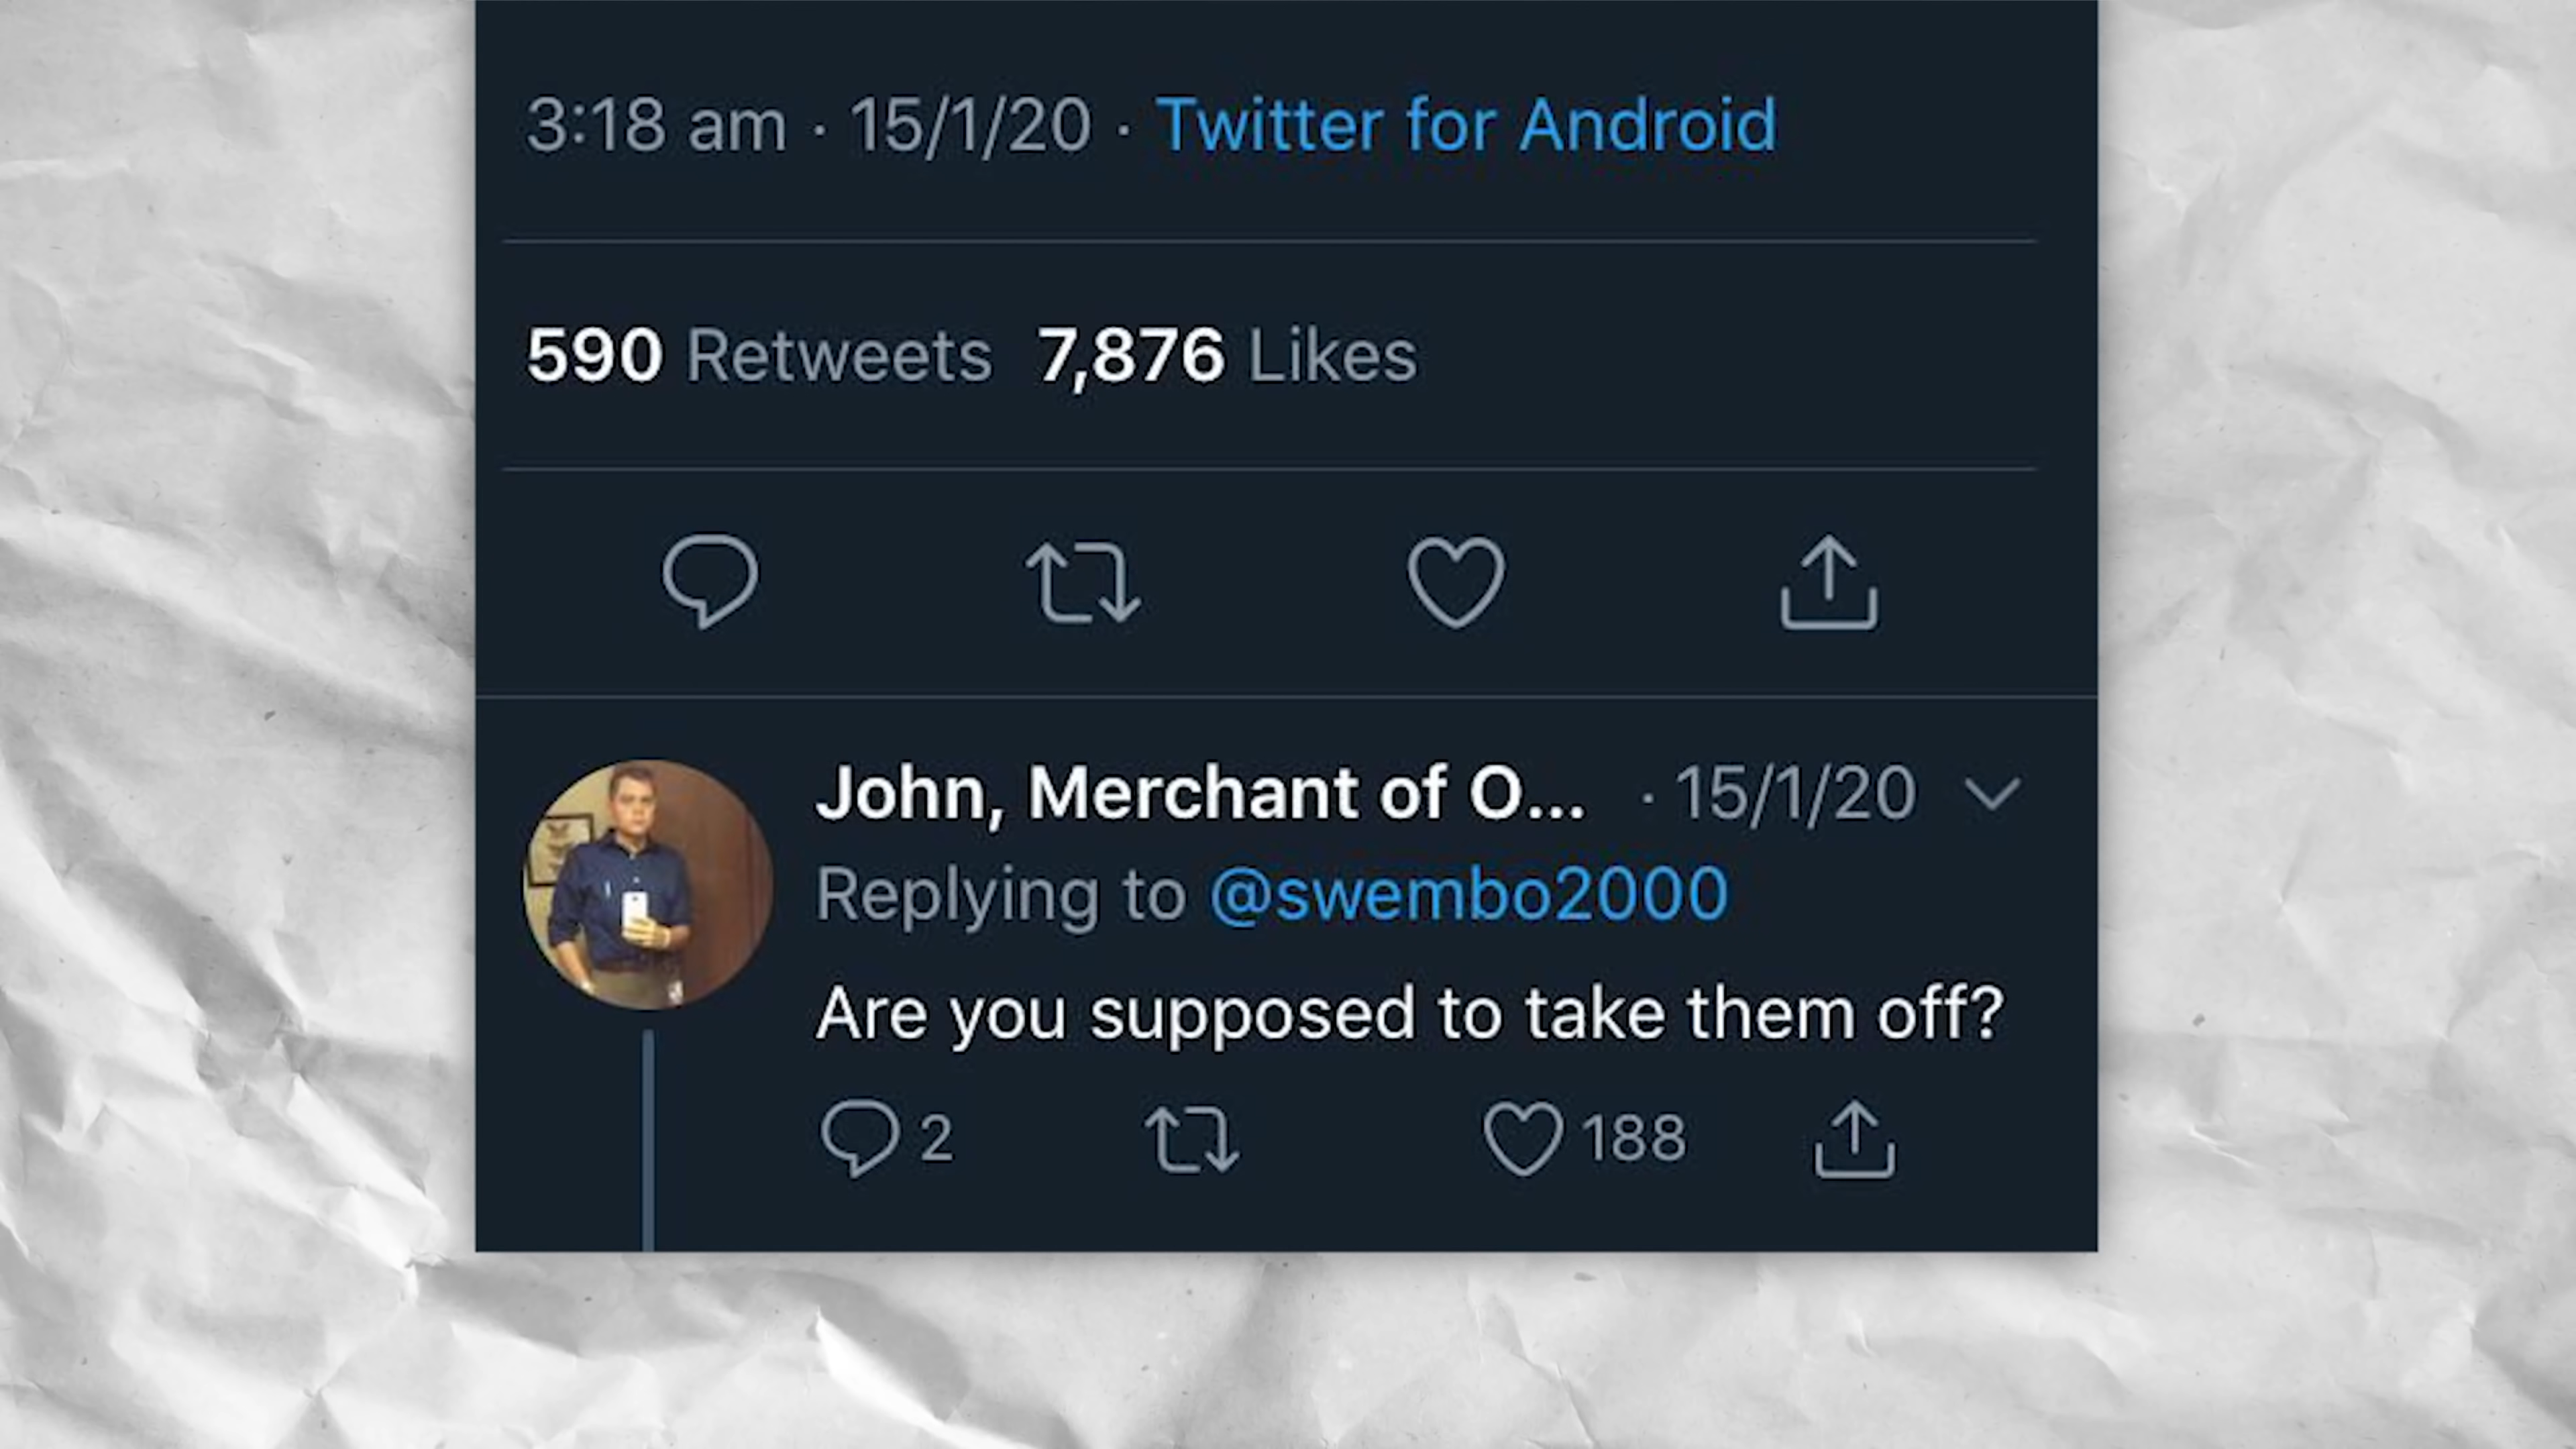 3:18 am · 15/1/20 · Twitter for Android
590 Retweets 7,876 Likes
John, Merchant of O... · 15/1/20
Replying to @swembo2000
Are you supposed to take them off?
2 188